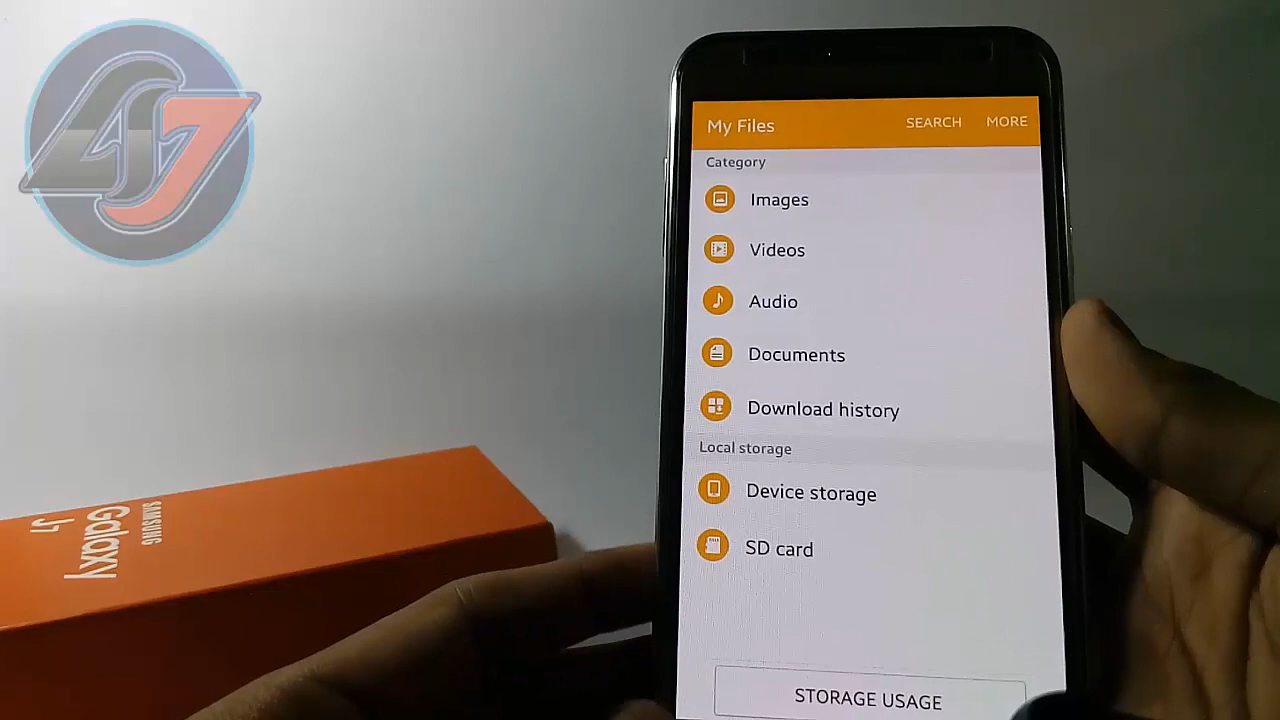 My Files
SEARCH
MORE
Category
Images
Videos
Audio
Documents
Download history
Local storage
Device storage
SD card
STORAGE USAGE
SAMSUNG
Galaxy
J7